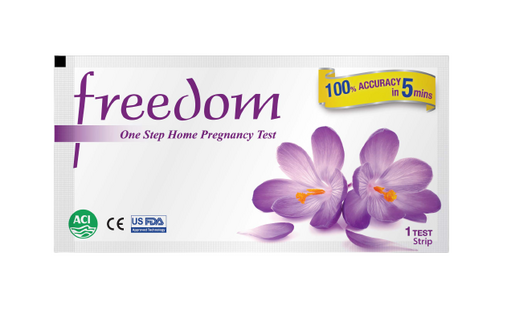 freedom
One Step Home Pregnancy Test
100% ACCURACY
in 5 mins
ACI
CE
US FDA
Approved Technology
1 TEST
Strip